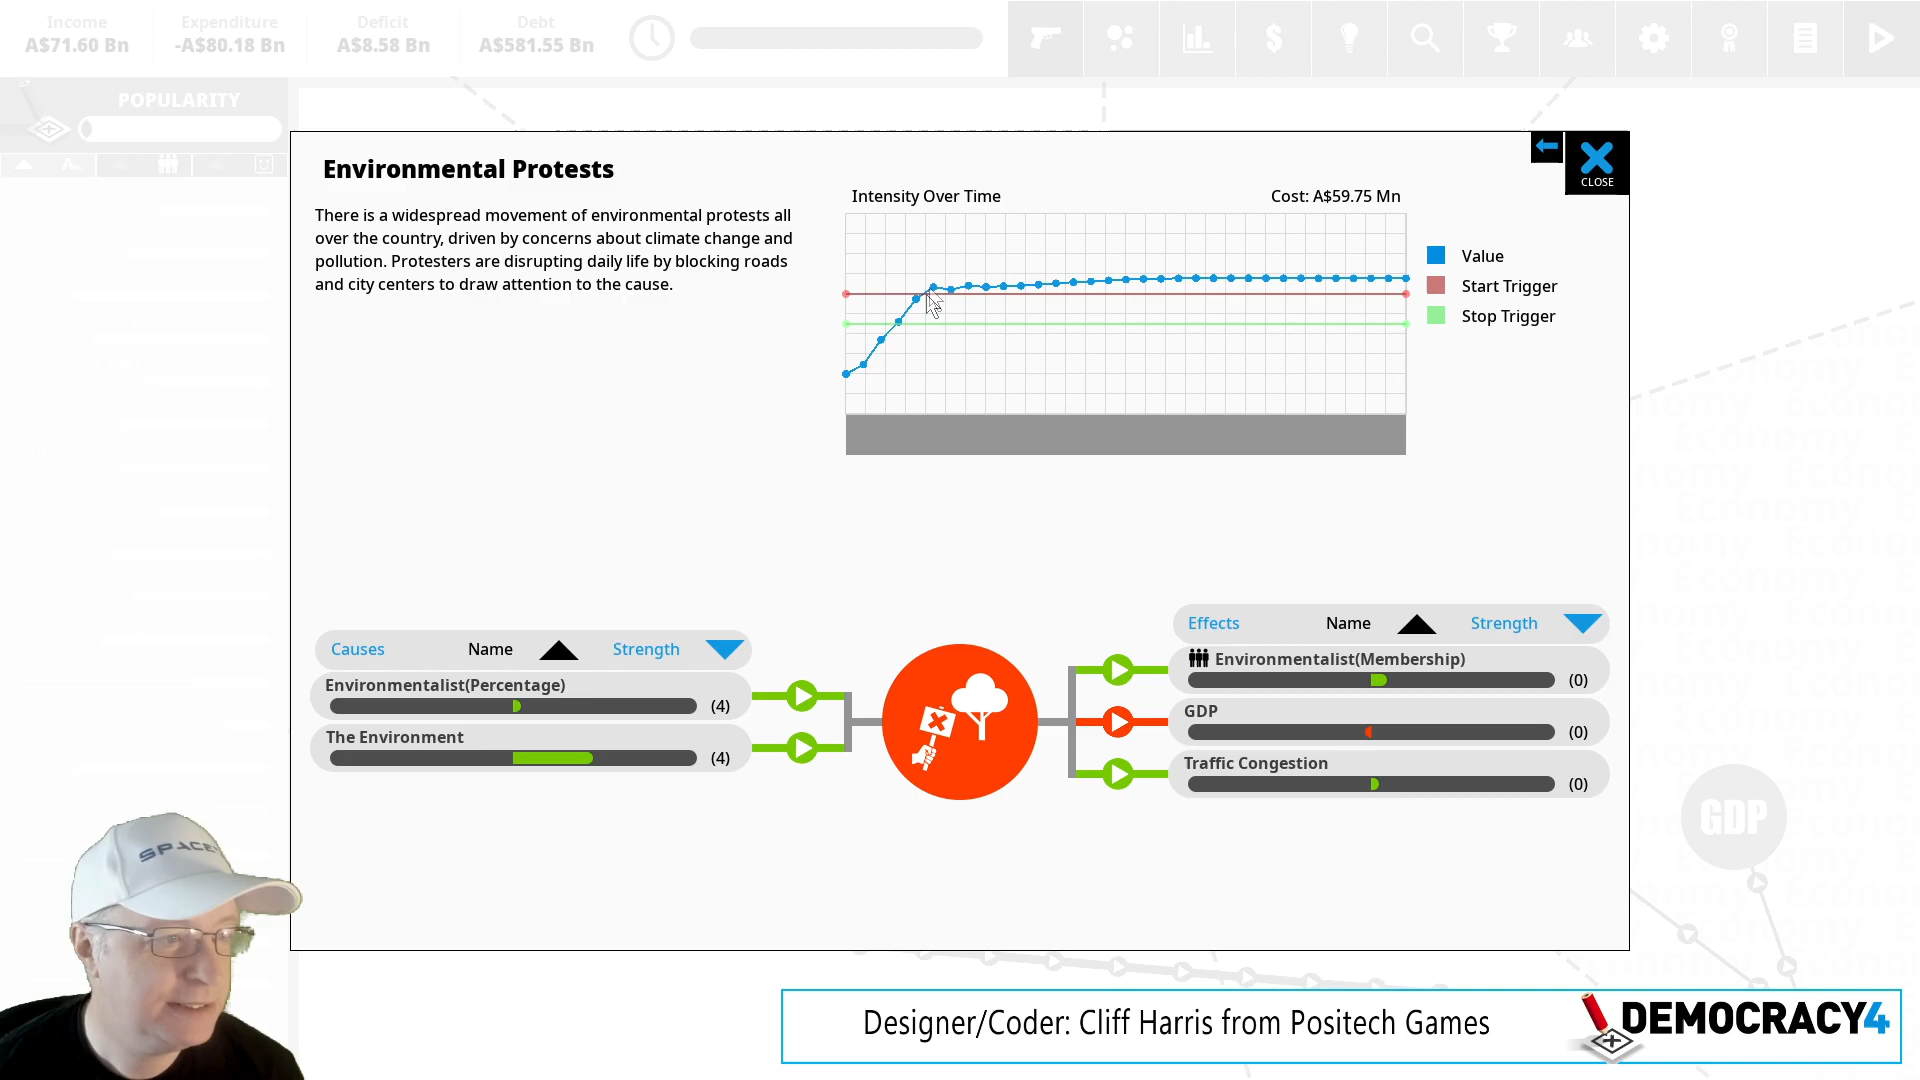 Income
Expenditure
Deficit
Debt
A$71.60 Bn
-A$80.18 Bn
A$8.58 Bn
A$581.55 Bn
POPULARITY
Environmental Protests
CLOSE
There is a widespread movement of environmental protests all
over the country, driven by concerns about climate change and
pollution. Protesters are disrupting daily life by blocking roads
and city centers to draw attention to the cause.
Intensity Over Time
Cost: A$59.75 Mn
Value
Start Trigger
Stop Trigger
Causes
Name
Strength
Environmentalist(Percentage)
(4)
The Environment
(4)
Effects
Name
Strength
Environmentalist(Membership)
(0)
GDP
(0)
Traffic Congestion
(0)
GDP
Designer/Coder: Cliff Harris from Positech Games
DEMOCRACY4